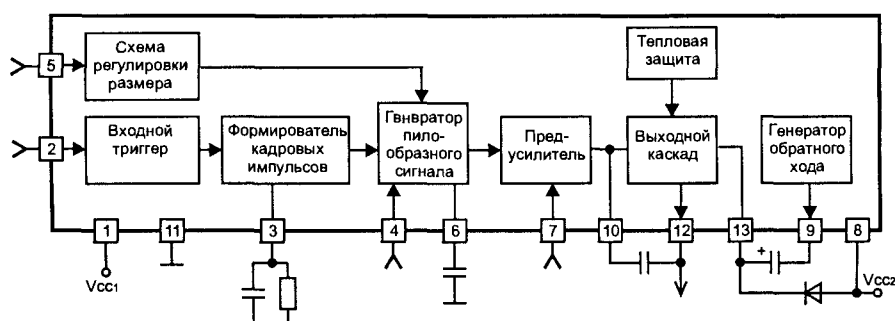 Схема
регулировки
размера
Тепловая
защита
Входной
триггер
Формирователь
кадровых
импульсов
Гвнвратор
пило-
образного
сигнала
Пред-
усилитель
Выходной
каскад
Генератор
обратного
хода
5
2
1
11
3
4
6
7
10
12
13
9
8
+
Vcc1
Vcc2